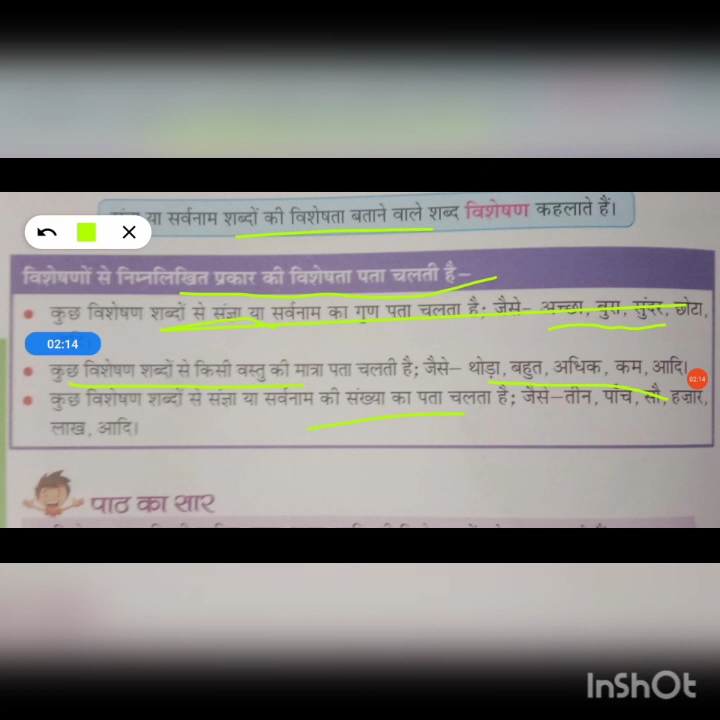 या सर्वनाम शब्दों की विशेषता बताने वाले शब्द विशेषण कहलाते हैं।
विशेषणों से निम्नलिखित प्रकार की विशेषता पता चलती है–
• कुछ विशेषण शब्दों से संज्ञा या सर्वनाम का गुण पता चलता है; जैसे– अच्छा, बुरा, सुंदर, छोटा,
02:14
• कुछ विशेषण शब्दों से किसी वस्तु की मात्रा पता चलती है; जैसे– थोड़ा, बहुत, अधिक, कम, आदि।
02:14
• कुछ विशेषण शब्दों से संज्ञा या सर्वनाम की संख्या का पता चलता है; जैसे–तीन, पाँच, सौ, हज़ार,
लाख, आदि।
पाठ का सार
InShOt